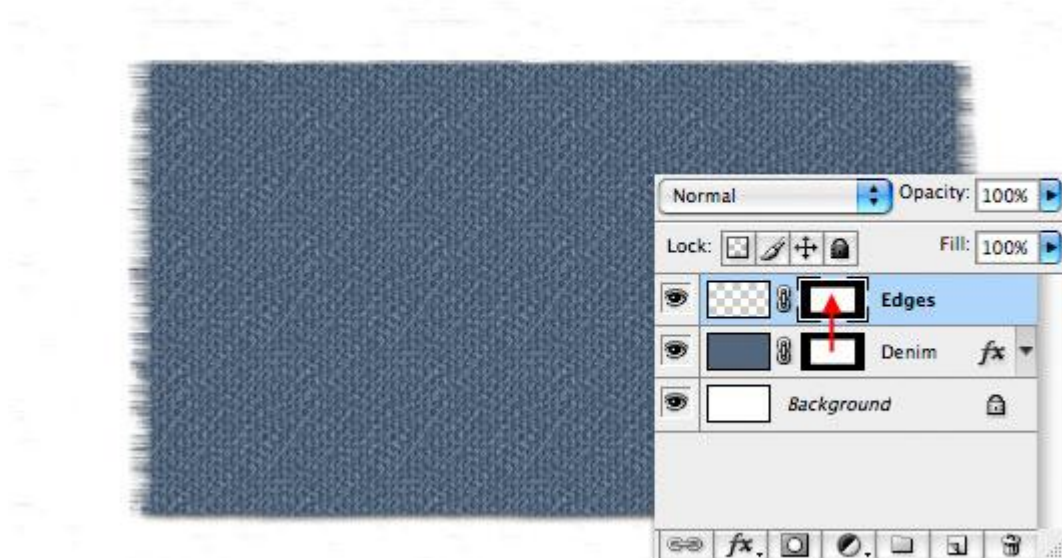 Normal Opacity: 100%
Lock: Fill: 100%
Edges
Denim fx
Background
fx.